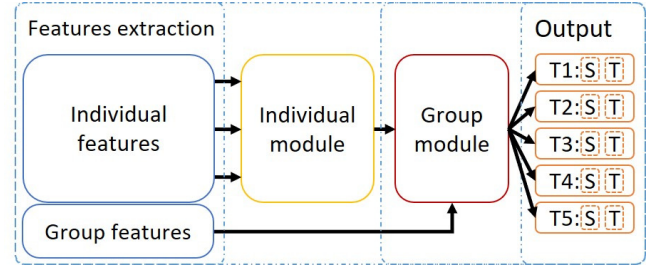 Features extraction
Individual
features
Group features
Individual
module
Group
module
Output
T1: S T
T2: S T
T3: S T
T4: S T
T5: S T